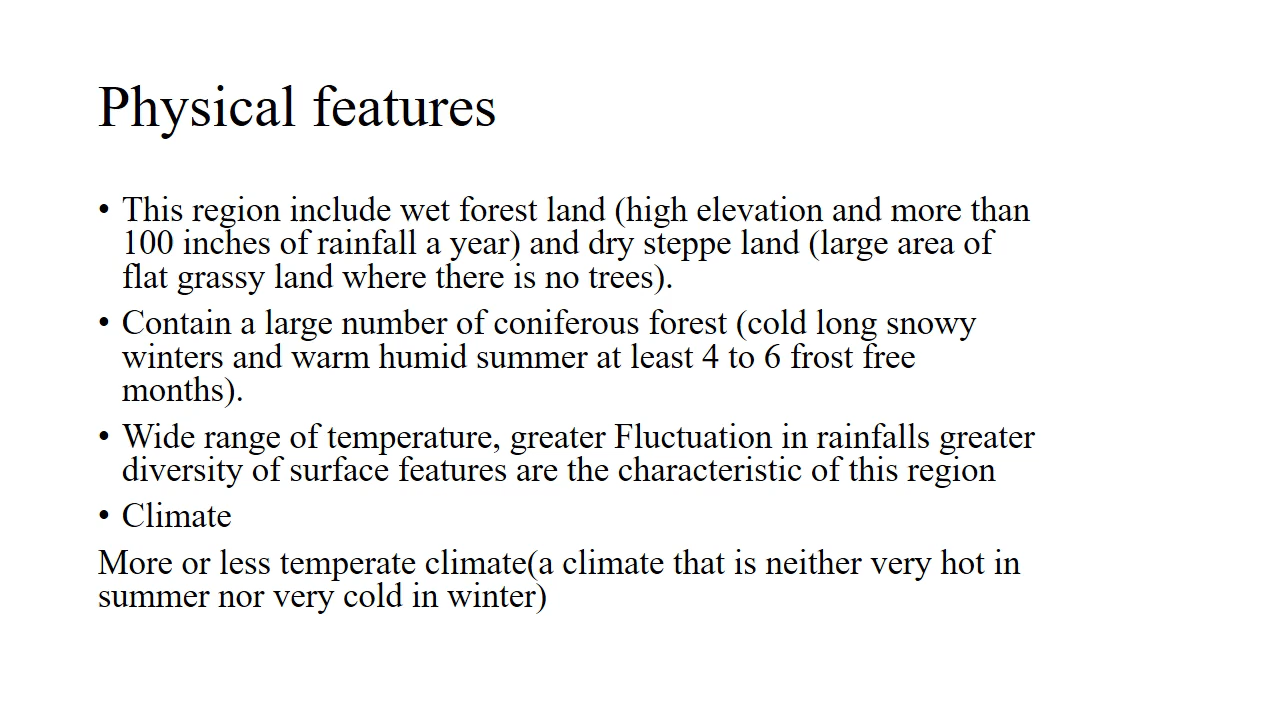 Physical features
• This region include wet forest land (high elevation and more than
100 inches of rainfall a year) and dry steppe land (large area of
flat grassy land where there is no trees).
• Contain a large number of coniferous forest (cold long snowy
winters and warm humid summer at least 4 to 6 frost free
months).
• Wide range of temperature, greater Fluctuation in rainfalls greater
diversity of surface features are the characteristic of this region
• Climate
More or less temperate climate(a climate that is neither very hot in
summer nor very cold in winter)